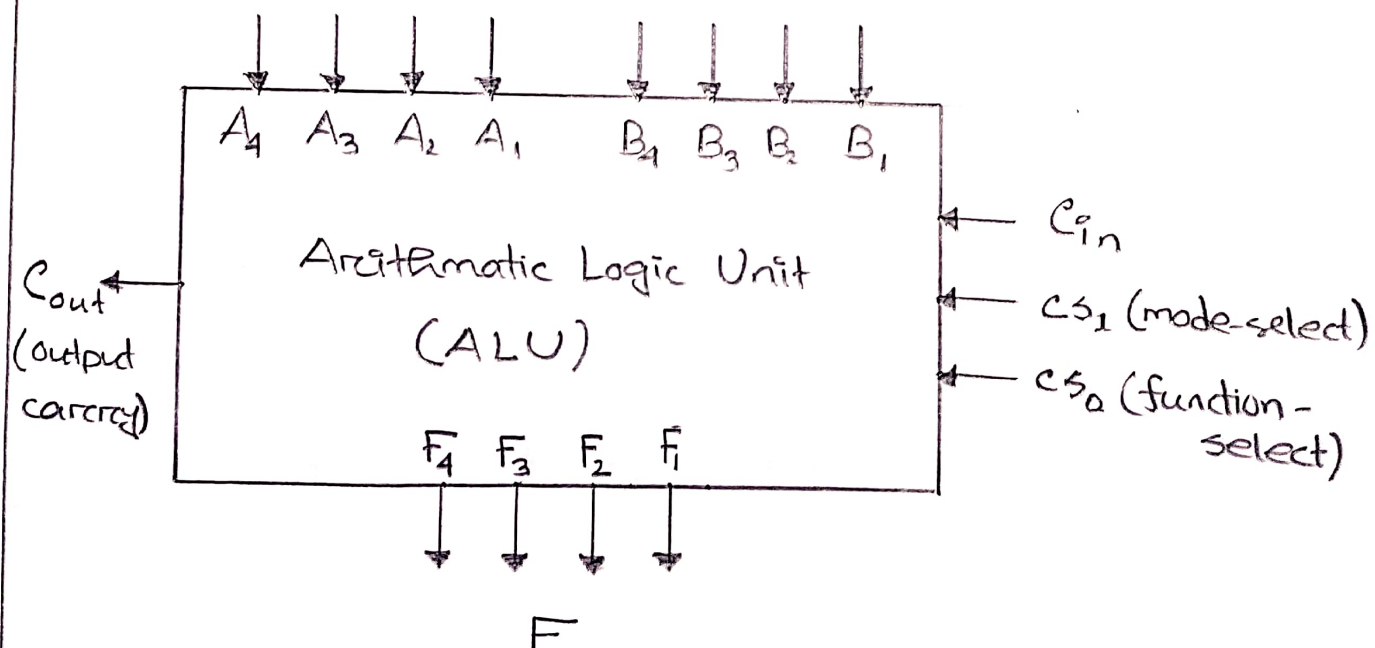 A₄ A₃ A₂ A₁ B₄ B₃ B₂ B₁
Cin
Arithmatic Logic Unit
Cout
CS₁ (mode-select)
(output
(ALU)
CS₀ (function-
carry)
select)
F₄ F₃ F₂ F₁
F